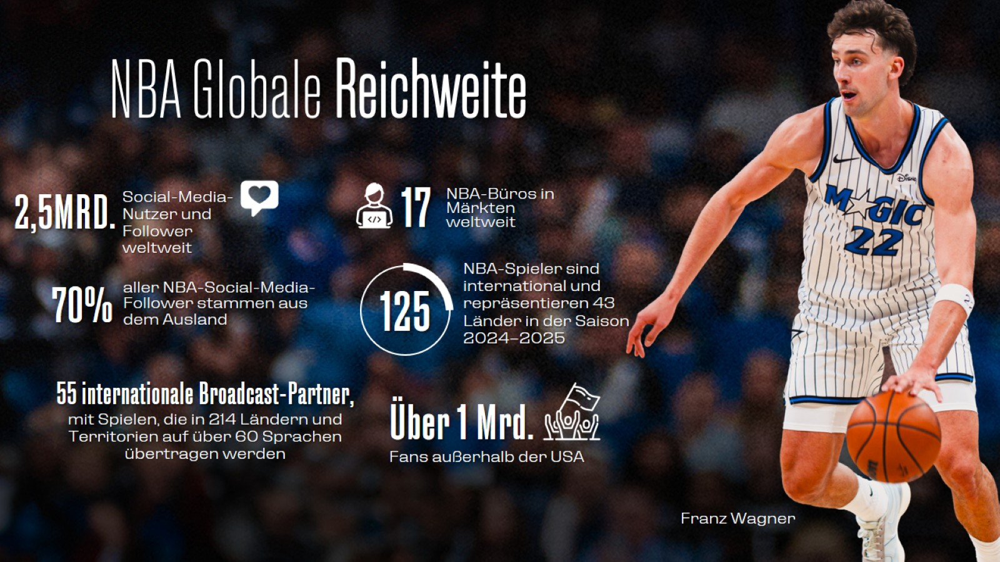 NBA Globale Reichweite
2,5MRD.
Social-Media-
Nutzer und
Follower
weltweit
</>
17
NBA-Büros in
Märkten
weltweit
70%
aller NBA-Social-Media-
Follower stammen aus
dem Ausland
125
NBA-Spieler sind
international und
repräsentieren 43
Länder in der Saison
2024–2025
55 internationale Broadcast-Partner,
mit Spielen, die in 214 Ländern und
Territorien auf über 60 Sprachen
übertragen werden
Über 1 Mrd.
Fans außerhalb der USA
Disney
MAGIC
22
Franz Wagner